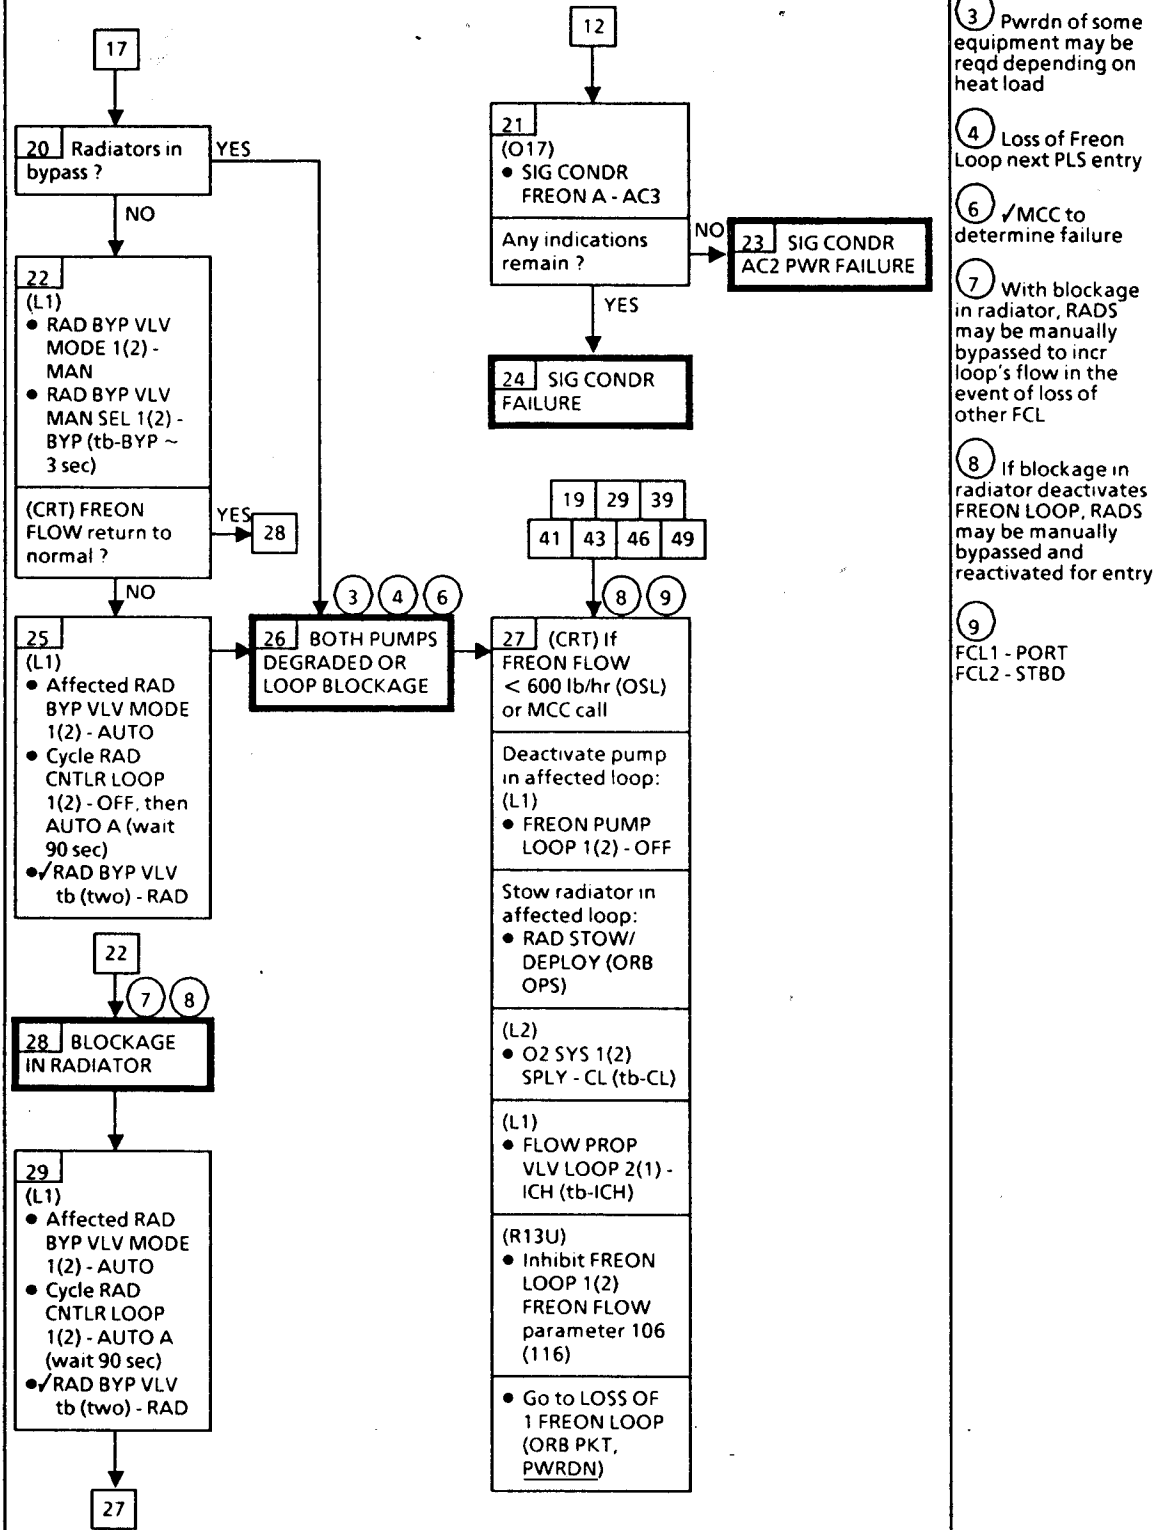 17
20 Radiators in
bypass ?
YES
NO
22
(L1)
● RAD BYP VLV
MODE 1(2) -
MAN
● RAD BYP VLV
MAN SEL 1(2) -
BYP (tb-BYP ~
3 sec)
(CRT) FREON
FLOW return to
normal ?
YES
28
NO
25
(L1)
● Affected RAD
BYP VLV MODE
1(2) - AUTO
● Cycle RAD
CNTLR LOOP
1(2) - OFF, then
AUTO A (wait
90 sec)
●√RAD BYP VLV
tb (two) - RAD
22
7 8
28 BLOCKAGE
IN RADIATOR
29
(L1)
● Affected RAD
BYP VLV MODE
1(2) - AUTO
● Cycle RAD
CNTLR LOOP
1(2) - AUTO A
(wait 90 sec)
●√RAD BYP VLV
tb (two) - RAD
27
3 4 6
26 BOTH PUMPS
DEGRADED OR
LOOP BLOCKAGE
12
21
(O17)
● SIG CONDR
FREON A - AC3
Any indications
remain ?
NO
23 SIG CONDR
AC2 PWR FAILURE
YES
24 SIG CONDR
FAILURE
19 29 39
41 43 46 49
8 9
27 (CRT) If
FREON FLOW
< 600 lb/hr (OSL)
or MCC call
Deactivate pump
in affected loop:
(L1)
● FREON PUMP
LOOP 1(2) - OFF
Stow radiator in
affected loop:
● RAD STOW/
DEPLOY (ORB
OPS)
(L2)
● O2 SYS 1(2)
SPLY - CL (tb-CL)
(L1)
● FLOW PROP
VLV LOOP 2(1) -
ICH (tb-ICH)
(R13U)
● Inhibit FREON
LOOP 1(2)
FREON FLOW
parameter 106
(116)
● Go to LOSS OF
1 FREON LOOP
(ORB PKT,
PWRDN)
3 Pwrdn of some
equipment may be
reqd depending on
heat load
4 Loss of Freon
Loop next PLS entry
6 √MCC to
determine failure
7 With blockage
in radiator, RADS
may be manually
bypassed to incr
loop's flow in the
event of loss of
other FCL
8 If blockage in
radiator deactivates
FREON LOOP, RADS
may be manually
bypassed and
reactivated for entry
9
FCL1 - PORT
FCL2 - STBD